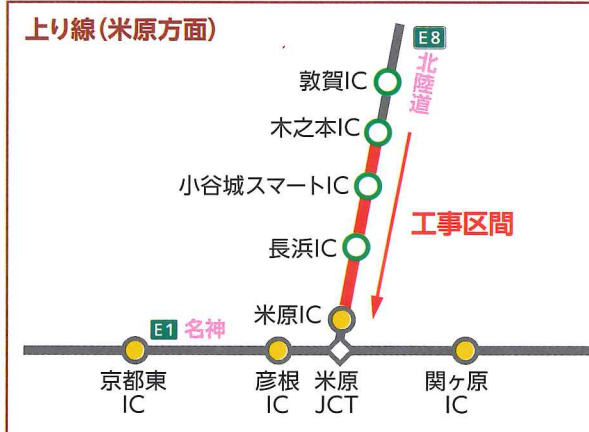 上り線(米原方面)
E8
北陸道
敦賀IC
木之本IC
小谷城スマートIC
工事区間
長浜IC
米原IC
E1 名神
京都東
IC
彦根
IC
米原
JCT
関ヶ原
IC